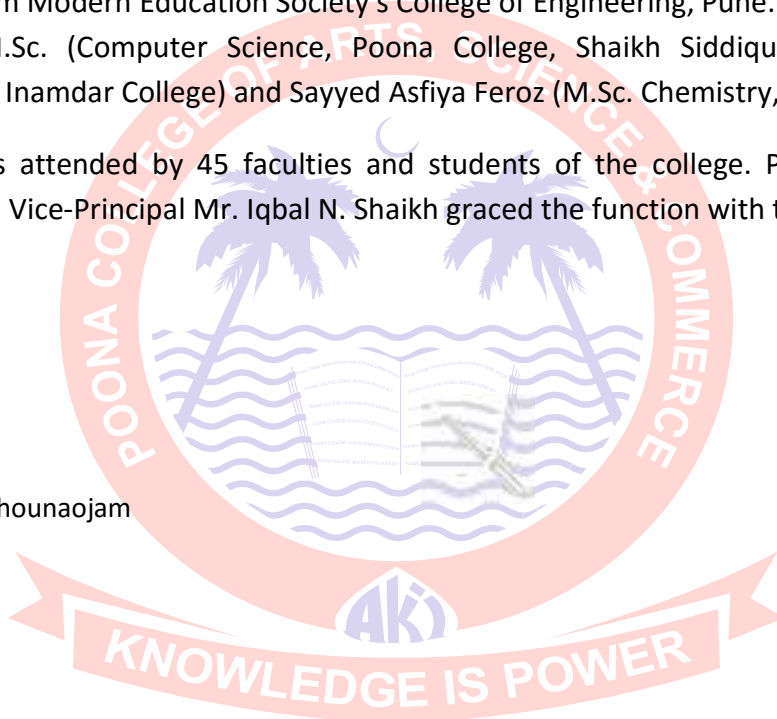 m Modern Education Society's College of Engineering, Pune.
.Sc. (Computer Science, Poona College, Shaikh Siddiqu
Inamdar College) and Sayyed Asfiya Feroz (M.Sc. Chemistry,
s attended by 45 faculties and students of the college. P
Vice-Principal Mr. Iqbal N. Shaikh graced the function with t
POONA COLLEGE OF ARTS, SCIENCE & COMMERCE
hounaojam
AKI
KNOWLEDGE IS POWER